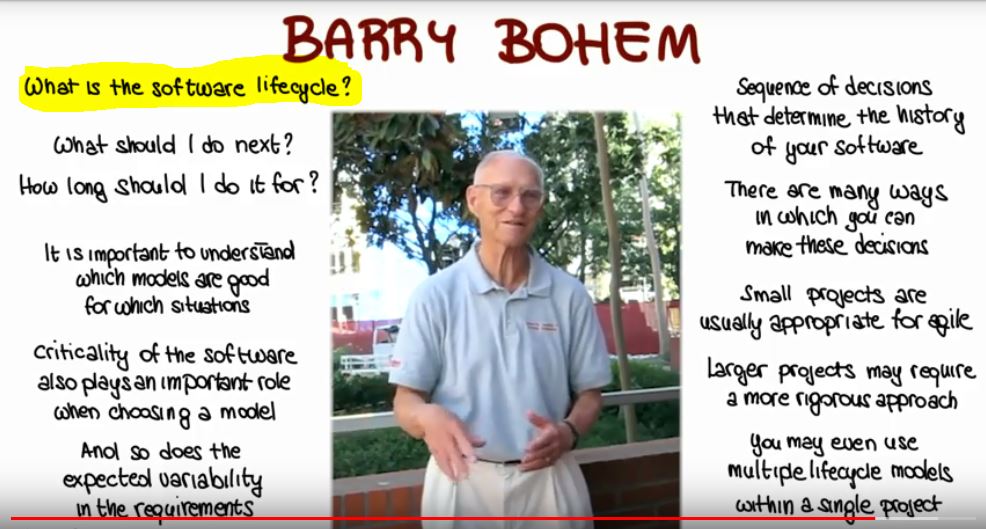 BARRY BOHEM
What is the software lifecycle?
What should I do next?
How long should I do it for?
It is important to understand
which models are good
for which situations
criticality of the software
also plays an important role
when choosing a model
And so does the
expected variability
in the requirements
Sequence of decisions
that determine the history
of your software
There are many ways
in which you can
make these decisions
Small projects are
usually appropriate for agile
Larger projects may require
a more rigorous approach
You may even use
multiple lifecycle models
within a single project